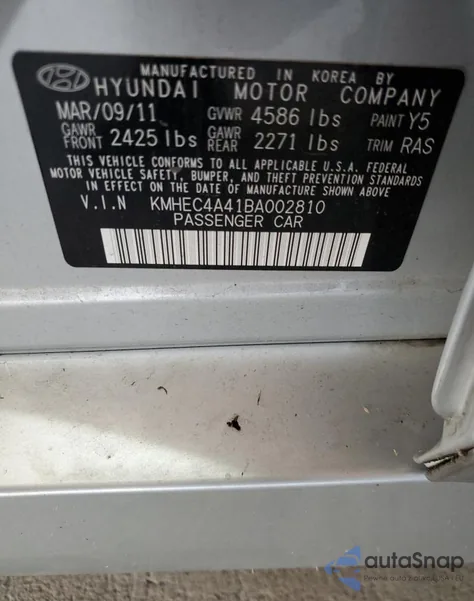 MANUFACTURED IN KOREA BY
HYUNDAI MOTOR COMPANY
MAR/09/11 GVWR 4586 lbs PAINT Y5
GAWR FRONT 2425 lbs GAWR REAR 2271 lbs TRIM RAS
THIS VEHICLE CONFORMS TO ALL APPLICABLE U.S.A. FEDERAL
MOTOR VEHICLE SAFETY, BUMPER, AND THEFT PREVENTION STANDARDS
IN EFFECT ON THE DATE OF MANUFACTURE SHOWN ABOVE
V.I.N KMHEC4A41BA002810
PASSENGER CAR
autoSnap